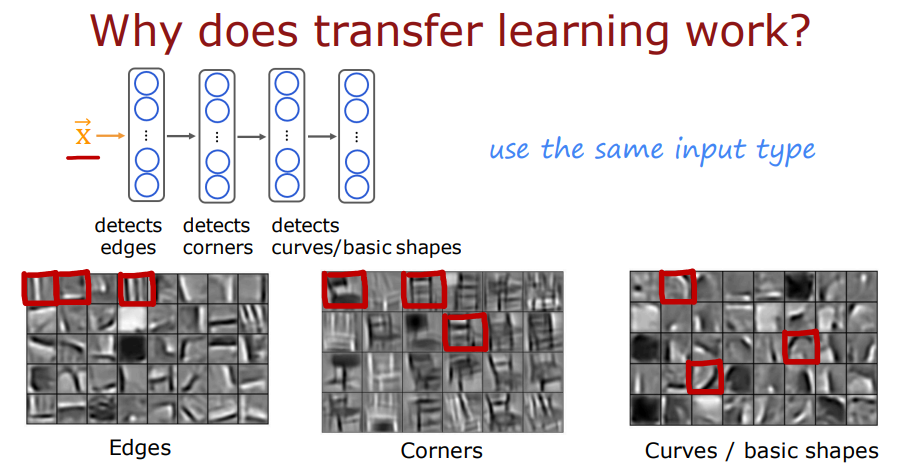 Why does transfer learning work?
x⃗
use the same input type
detects
edges
detects
corners
detects
curves/basic shapes
Edges
Corners
Curves / basic shapes